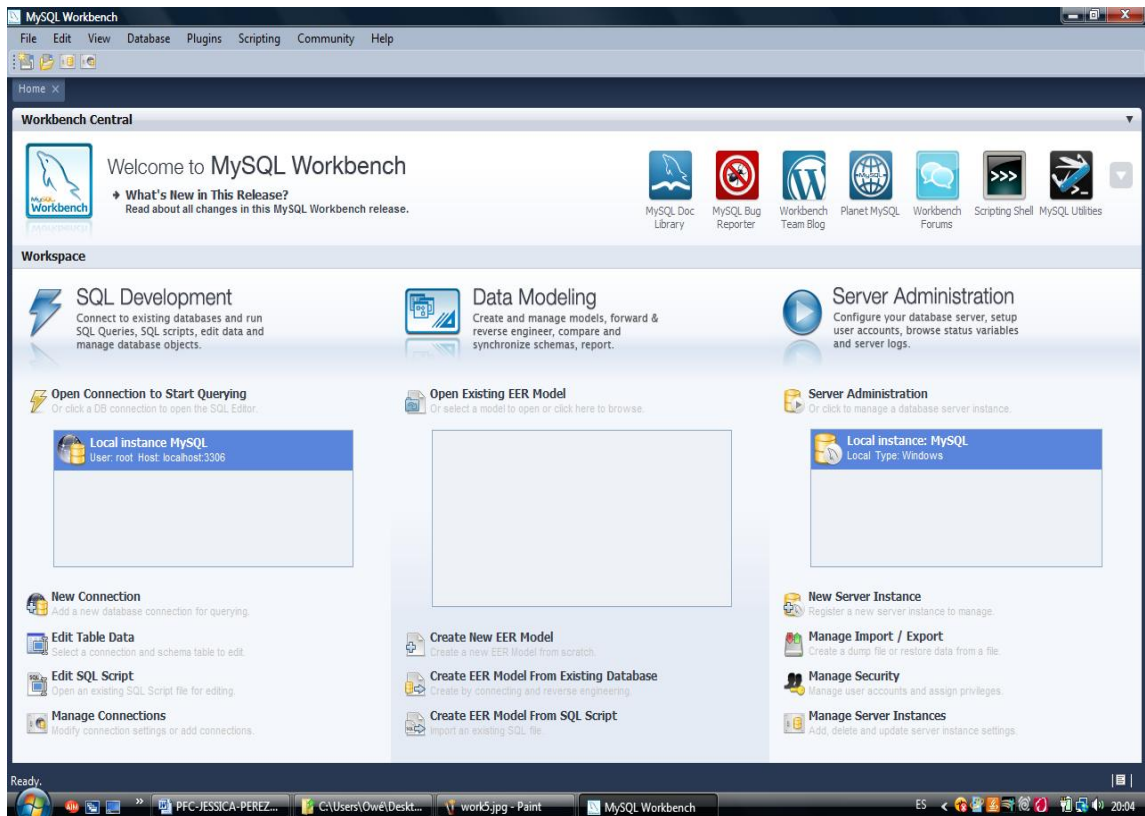 MySQL Workbench
File Edit View Database Plugins Scripting Community Help
Home
Workbench Central
Welcome to MySQL Workbench
What's New in This Release?
Read about all changes in this MySQL Workbench release.
MySQL Workbench
MySQL Doc Library
MySQL Bug Reporter
Workbench Team Blog
Planet MySQL
Workbench Forums
Scripting Shell
MySQL Utilities
Workspace
SQL Development
Connect to existing databases and run
SQL Queries, SQL scripts, edit data and
manage database objects.
Open Connection to Start Querying
Or click a DB connection to open the SQL Editor.
Local instance MySQL
User: root Host: localhost:3306
New Connection
Add a new database connection for querying.
Edit Table Data
Select a connection and schema table to edit.
Edit SQL Script
Open an existing SQL Script file for editing.
Manage Connections
Modify connection settings or add connections.
Data Modeling
Create and manage models, forward &
reverse engineer, compare and
synchronize schemas, report.
Open Existing EER Model
Or select a model to open or click here to browse.
Create New EER Model
Create a new EER Model from scratch.
Create EER Model From Existing Database
Create by connecting and reverse engineering.
Create EER Model From SQL Script
Import an existing SQL file.
Server Administration
Configure your database server, setup
user accounts, browse status variables
and server logs.
Server Administration
Or click to manage a database server instance.
Local instance: MySQL
Local Type: Windows
New Server Instance
Register a new server instance to manage.
Manage Import / Export
Create a dump file or restore data from a file.
Manage Security
Manage user accounts and assign privileges.
Manage Server Instances
Add, delete and update server instance settings.
Ready.
PFC-JESSICA-PEREZ... C:\Users\Owé\Deskt... work5.jpg - Paint MySQL Workbench ES 20:04